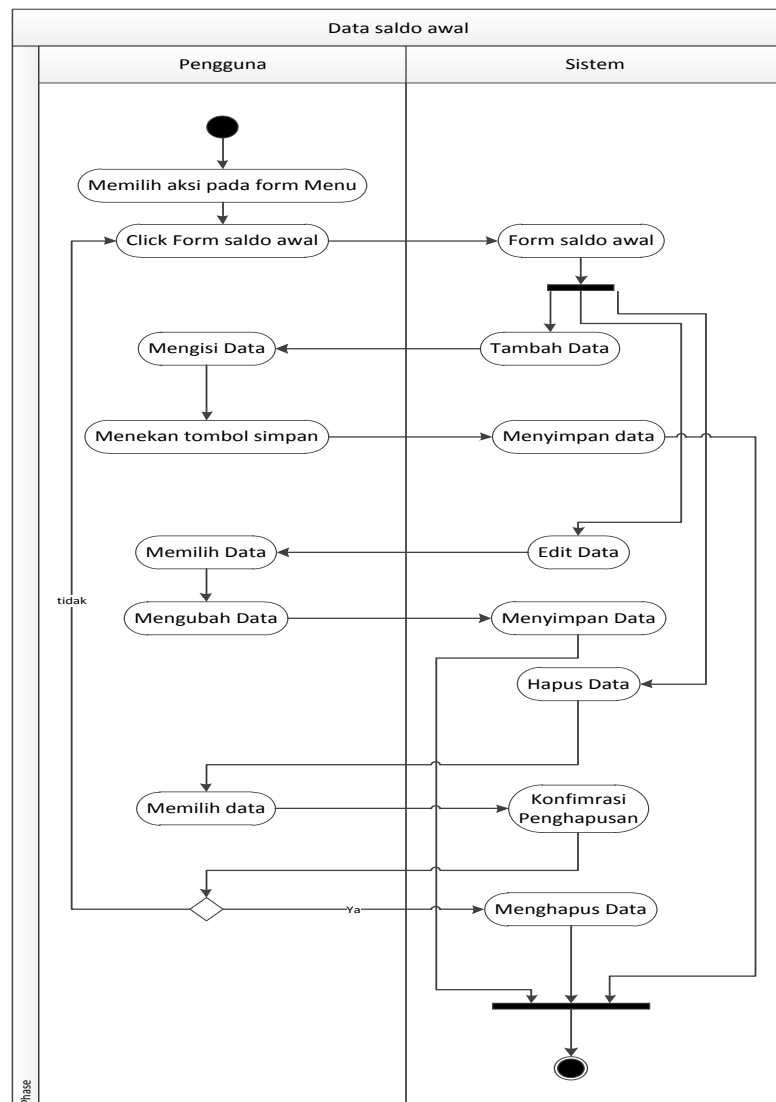 Data saldo awal
Pengguna
Sistem
Memilih aksi pada form Menu
Click Form saldo awal
Form saldo awal
Mengisi Data
Tambah Data
Menekan tombol simpan
Menyimpan data
Memilih Data
Edit Data
tidak
Mengubah Data
Menyimpan Data
Hapus Data
Memilih data
Konfimrasi
Penghapusan
Ya
Menghapus Data
Phase